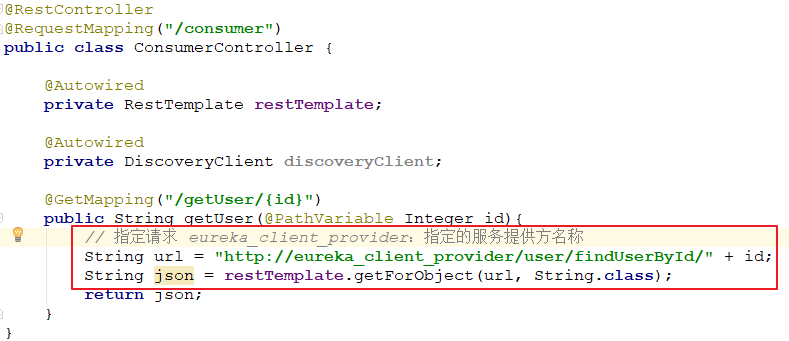 @RestController
@RequestMapping("/consumer")
public class ConsumerController {
@Autowired
private RestTemplate restTemplate;
@Autowired
private DiscoveryClient discoveryClient;
@GetMapping("/getUser/{id}")
public String getUser(@PathVariable Integer id){
// 指定请求 eureka_client_provider：指定的服务提供方名称
String url = "http://eureka_client_provider/user/findUserById/" + id;
String json = restTemplate.getForObject(url, String.class);
return json;
}
}